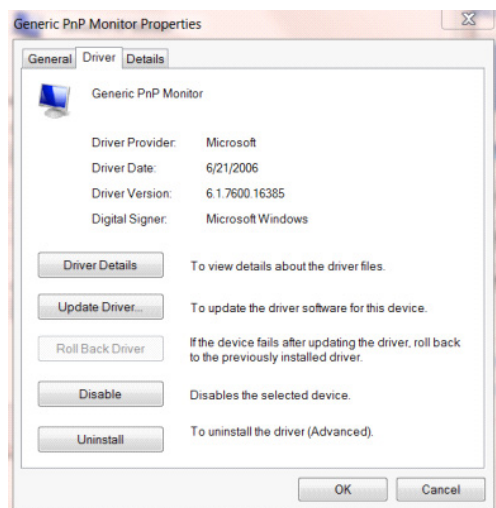 Generic PnP Monitor Properties
General Driver Details
Generic PnP Monitor
Driver Provider: Microsoft
Driver Date: 6/21/2006
Driver Version: 6.1.7600.16385
Digital Signer: Microsoft Windows
Driver Details To view details about the driver files.
Update Driver... To update the driver software for this device.
Roll Back Driver If the device fails after updating the driver, roll back
to the previously installed driver.
Disable Disables the selected device.
Uninstall To uninstall the driver (Advanced).
OK Cancel